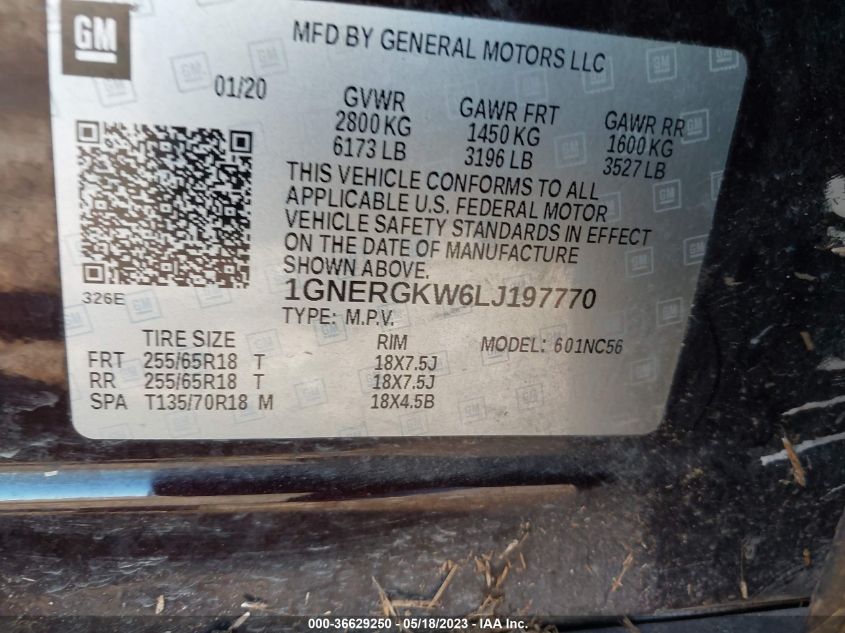 GM
MFD BY GENERAL MOTORS LLC
01/20
GVWR GAWR FRT GAWR RR
2800 KG 1450 KG 1600 KG
6173 LB 3196 LB 3527 LB
THIS VEHICLE CONFORMS TO ALL
APPLICABLE U.S. FEDERAL MOTOR
VEHICLE SAFETY STANDARDS IN EFFECT
ON THE DATE OF MANUFACTURE
SHOWN ABOVE.
326E
1GNERGKW6LJ197770
TYPE: M.P.V.
TIRE SIZE RIM MODEL: 601NC56
FRT 255/65R18 T 18X7.5J
RR 255/65R18 T 18X7.5J
SPA T135/70R18 M 18X4.5B
000-36629250 - 05/18/2023 - IAA Inc.